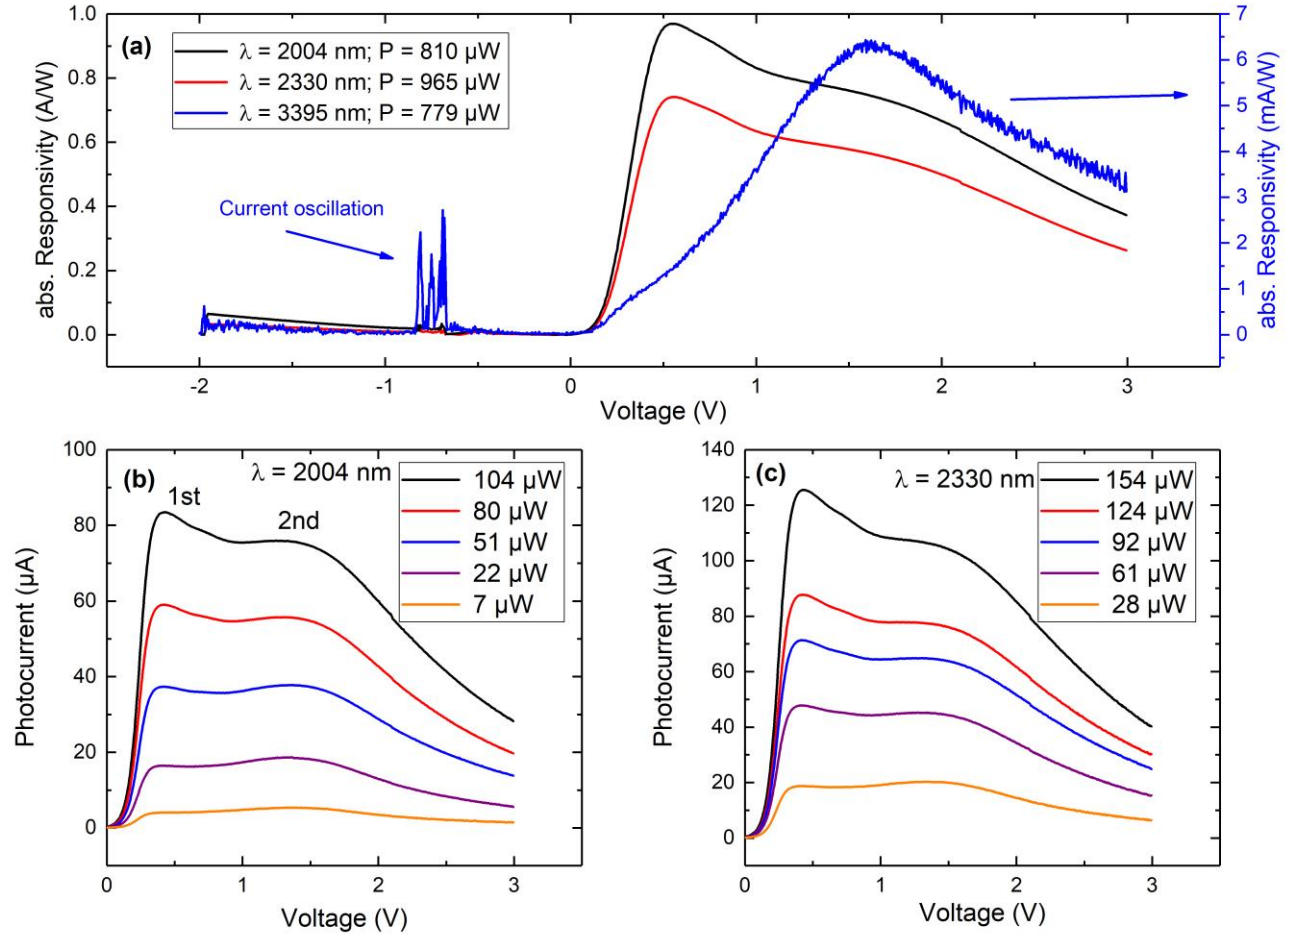 (a)
λ = 2004 nm; P = 810 µW
λ = 2330 nm; P = 965 µW
λ = 3395 nm; P = 779 µW
Current oscillation
abs. Responsivity (A/W)
1.0
0.8
0.6
0.4
0.2
0.0
abs. Responsivity (mA/W)
7
6
5
4
3
2
1
0
-2
-1
0
1
2
3
Voltage (V)
(b)
λ = 2004 nm
1st
2nd
104 µW
80 µW
51 µW
22 µW
7 µW
Photocurrent (µA)
100
80
60
40
20
0
0
1
2
3
Voltage (V)
(c)
λ = 2330 nm
154 µW
124 µW
92 µW
61 µW
28 µW
Photocurrent (µA)
140
120
100
80
60
40
20
0
0
1
2
3
Voltage (V)